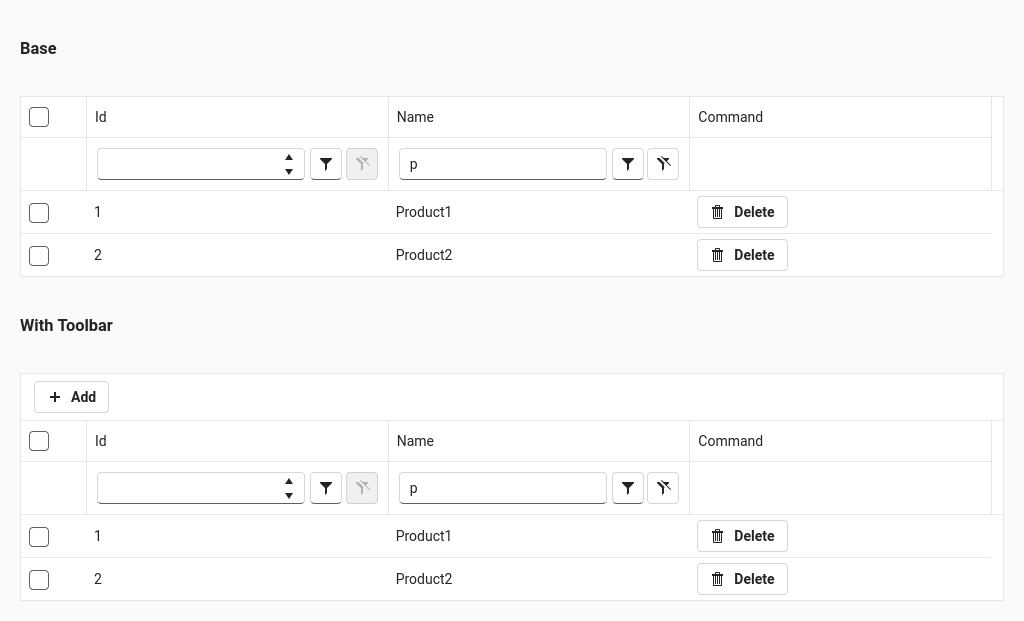 Base
Id Name Command
p
1 Product1 Delete
2 Product2 Delete
With Toolbar
Add
Id Name Command
p
1 Product1 Delete
2 Product2 Delete